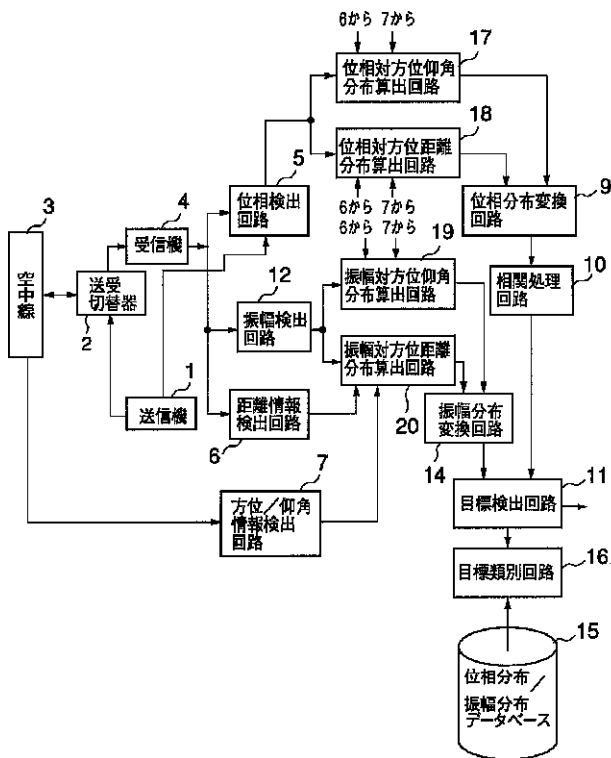 6から 7から
17
位相対方位仰角
分布算出回路
18
位相対方位距離
分布算出回路
5
位相検出
回路
6から 7から
6から 7から
9
位相分布変換
回路
3
空中線
4
受信機
送受
切替器
2
12
振幅検出
回路
19
振幅対方位仰角
分布算出回路
10
相関処理
回路
1
送信機
距離情報
検出回路
6
振幅対方位距離
分布算出回路
20
振幅分布
変換回路
14
7
方位/仰角
情報検出
回路
11
目標検出回路
16
目標類別回路
15
位相分布/
振幅分布
データベース